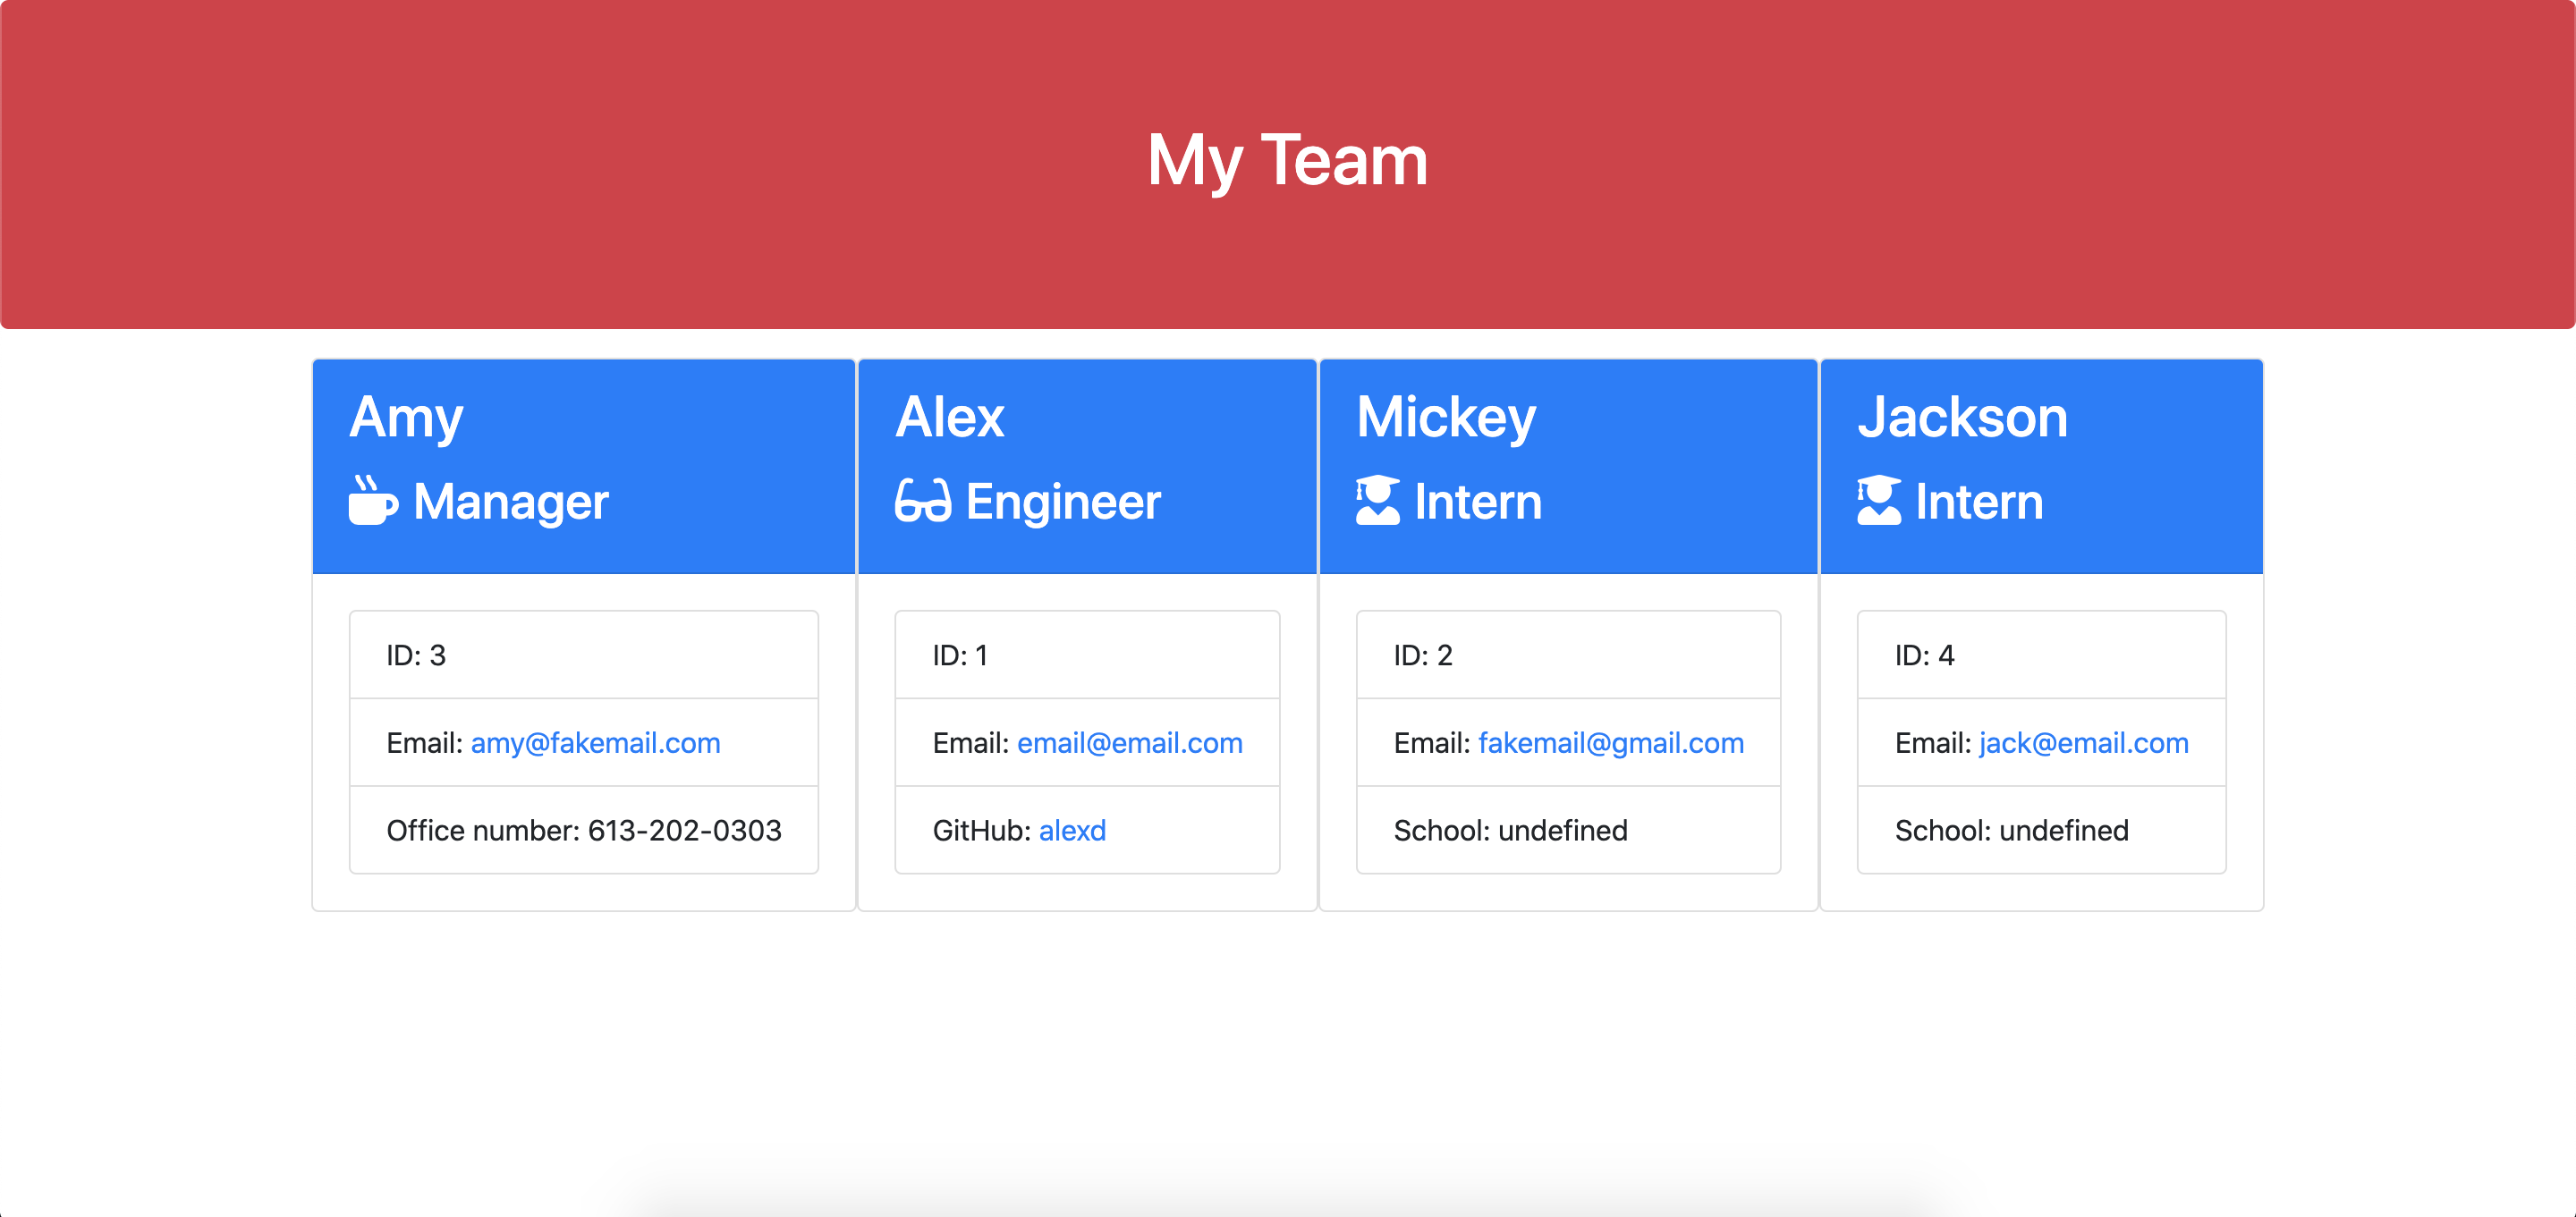 My Team
Amy
Manager
ID: 3
Email: amy@fakemail.com
Office number: 613-202-0303
Alex
Engineer
ID: 1
Email: email@email.com
GitHub: alexd
Mickey
Intern
ID: 2
Email: fakemail@gmail.com
School: undefined
Jackson
Intern
ID: 4
Email: jack@email.com
School: undefined